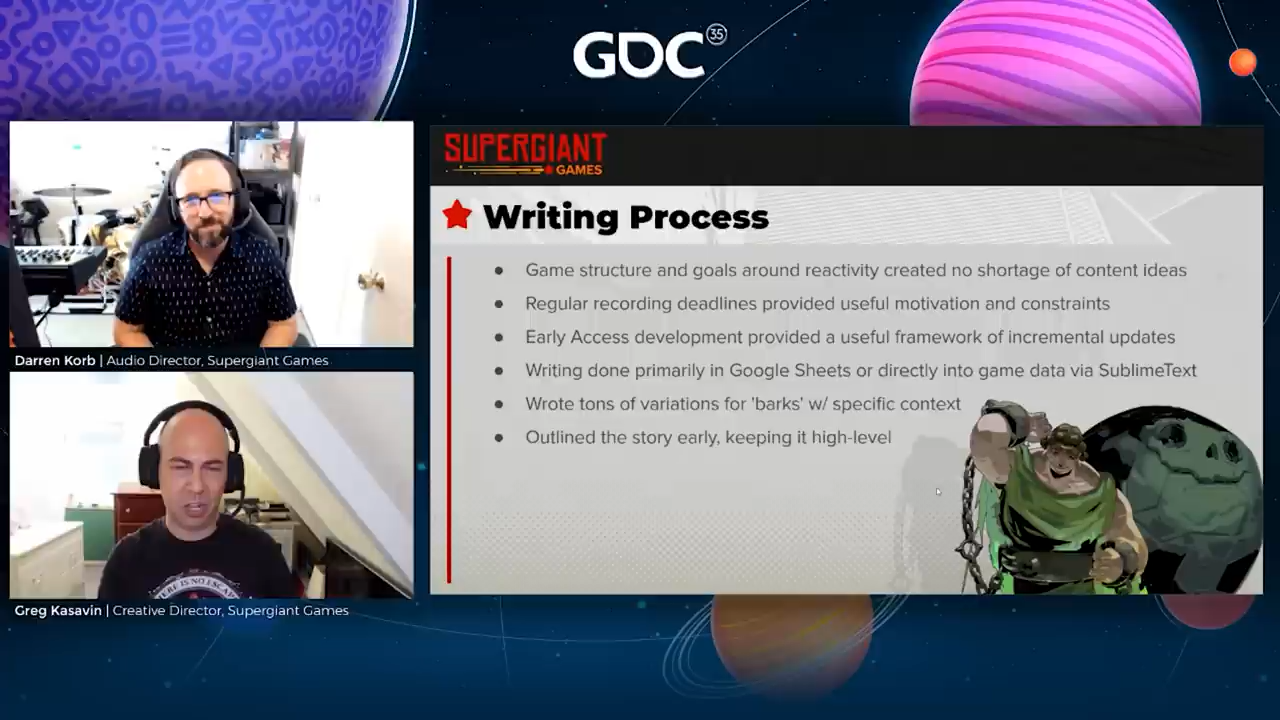 GDC 35
SUPERGIANT
GAMES
Writing Process
Game structure and goals around reactivity created no shortage of content ideas
Regular recording deadlines provided useful motivation and constraints
Early Access development provided a useful framework of incremental updates
Writing done primarily in Google Sheets or directly into game data via SublimeText
Wrote tons of variations for 'barks' w/ specific context
Outlined the story early, keeping it high-level
Darren Korb | Audio Director, Supergiant Games
IS NO
Greg Kasavin | Creative Director, Supergiant Games